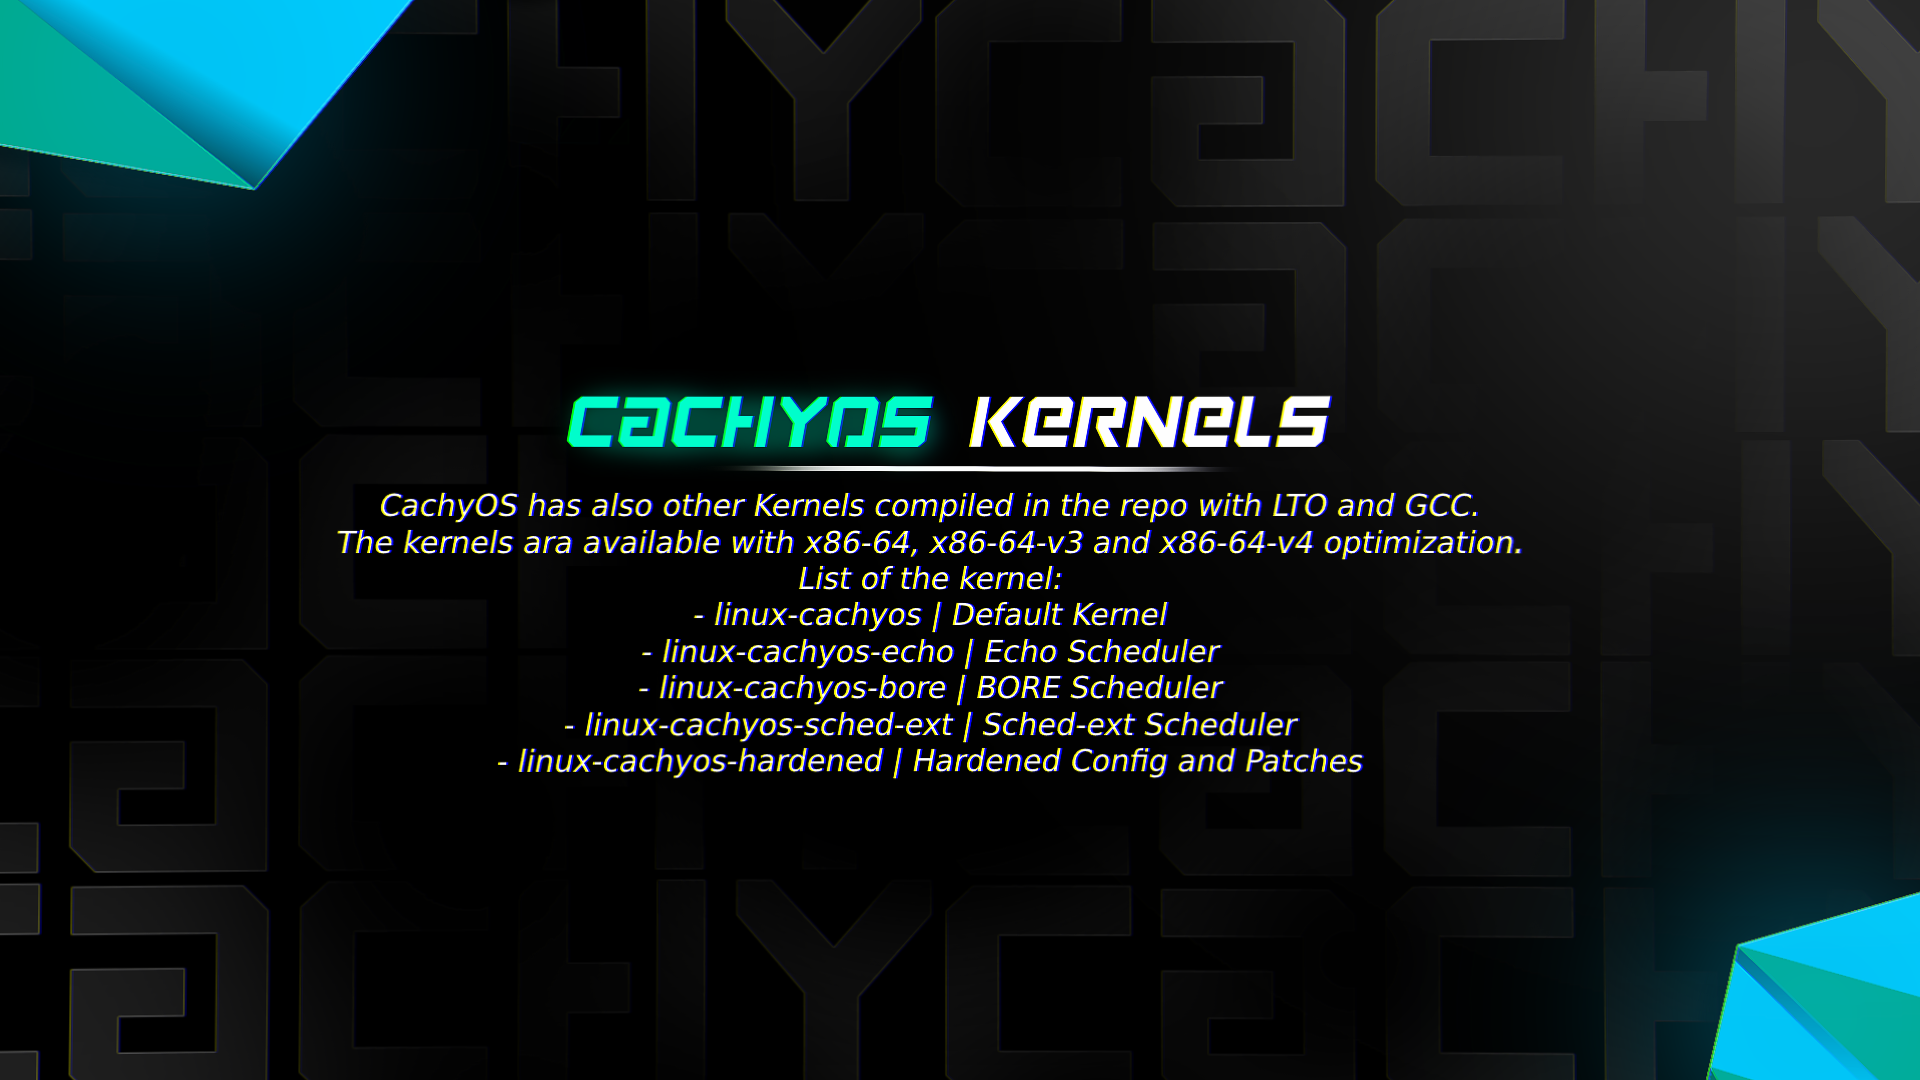 CACHYOS KERNELS
CachyOS has also other Kernels compiled in the repo with LTO and GCC.
The kernels ara available with x86-64, x86-64-v3 and x86-64-v4 optimization.
List of the kernel:
- linux-cachyos | Default Kernel
- linux-cachyos-echo | Echo Scheduler
- linux-cachyos-bore | BORE Scheduler
- linux-cachyos-sched-ext | Sched-ext Scheduler
- linux-cachyos-hardened | Hardened Config and Patches